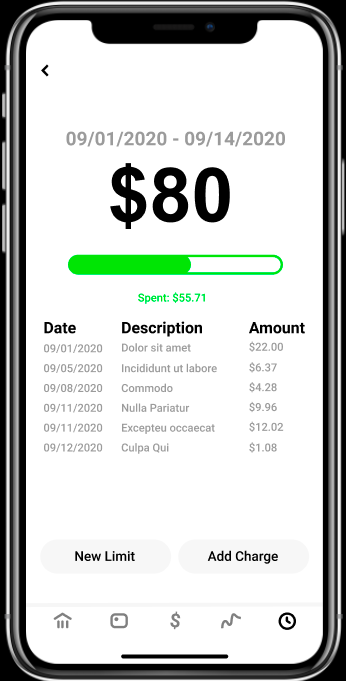 09/01/2020 - 09/14/2020
$80
Spent: $55.71
Date Description Amount
09/01/2020 Dolor sit amet $22.00
09/05/2020 Incididunt ut labore $6.37
09/08/2020 Commodo $4.28
09/11/2020 Nulla Pariatur $9.96
09/11/2020 Excepteu occaecat $12.02
09/12/2020 Culpa Qui $1.08
New Limit Add Charge
$